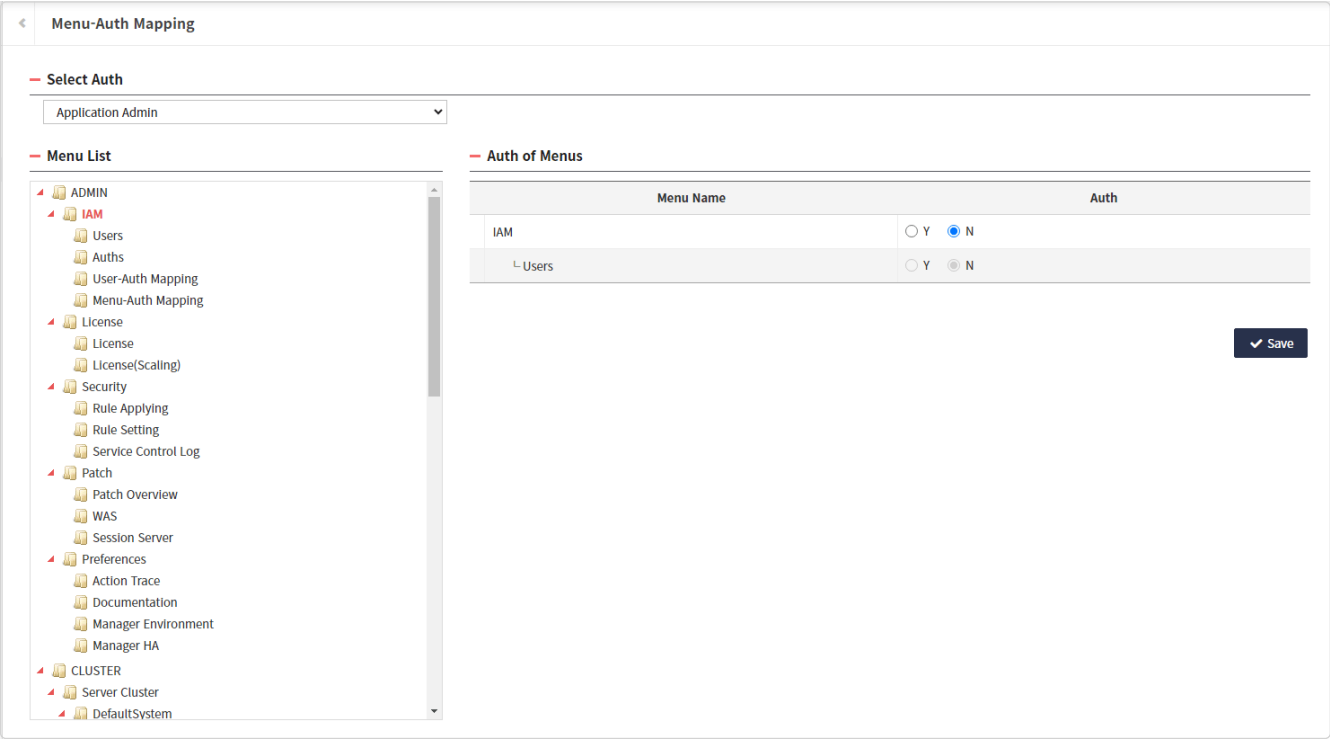 Menu-Auth Mapping
Select Auth
Application Admin
Menu List
ADMIN
IAM
Users
Auths
User-Auth Mapping
Menu-Auth Mapping
License
License
License(Scaling)
Security
Rule Applying
Rule Setting
Service Control Log
Patch
Patch Overview
WAS
Session Server
Preferences
Action Trace
Documentation
Manager Environment
Manager HA
CLUSTER
Server Cluster
DefaultSystem
Auth of Menus
Menu Name Auth
IAM Y N
Users Y N
Save